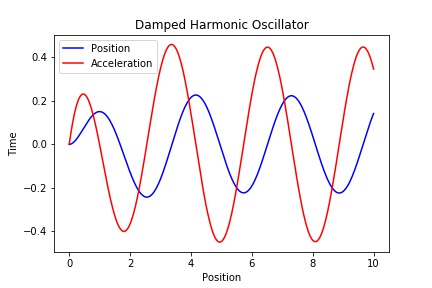 Damped Harmonic Oscillator
Position
Acceleration
Time
0.4
0.2
0.0
−0.2
−0.4
0 2 4 6 8 10
Position